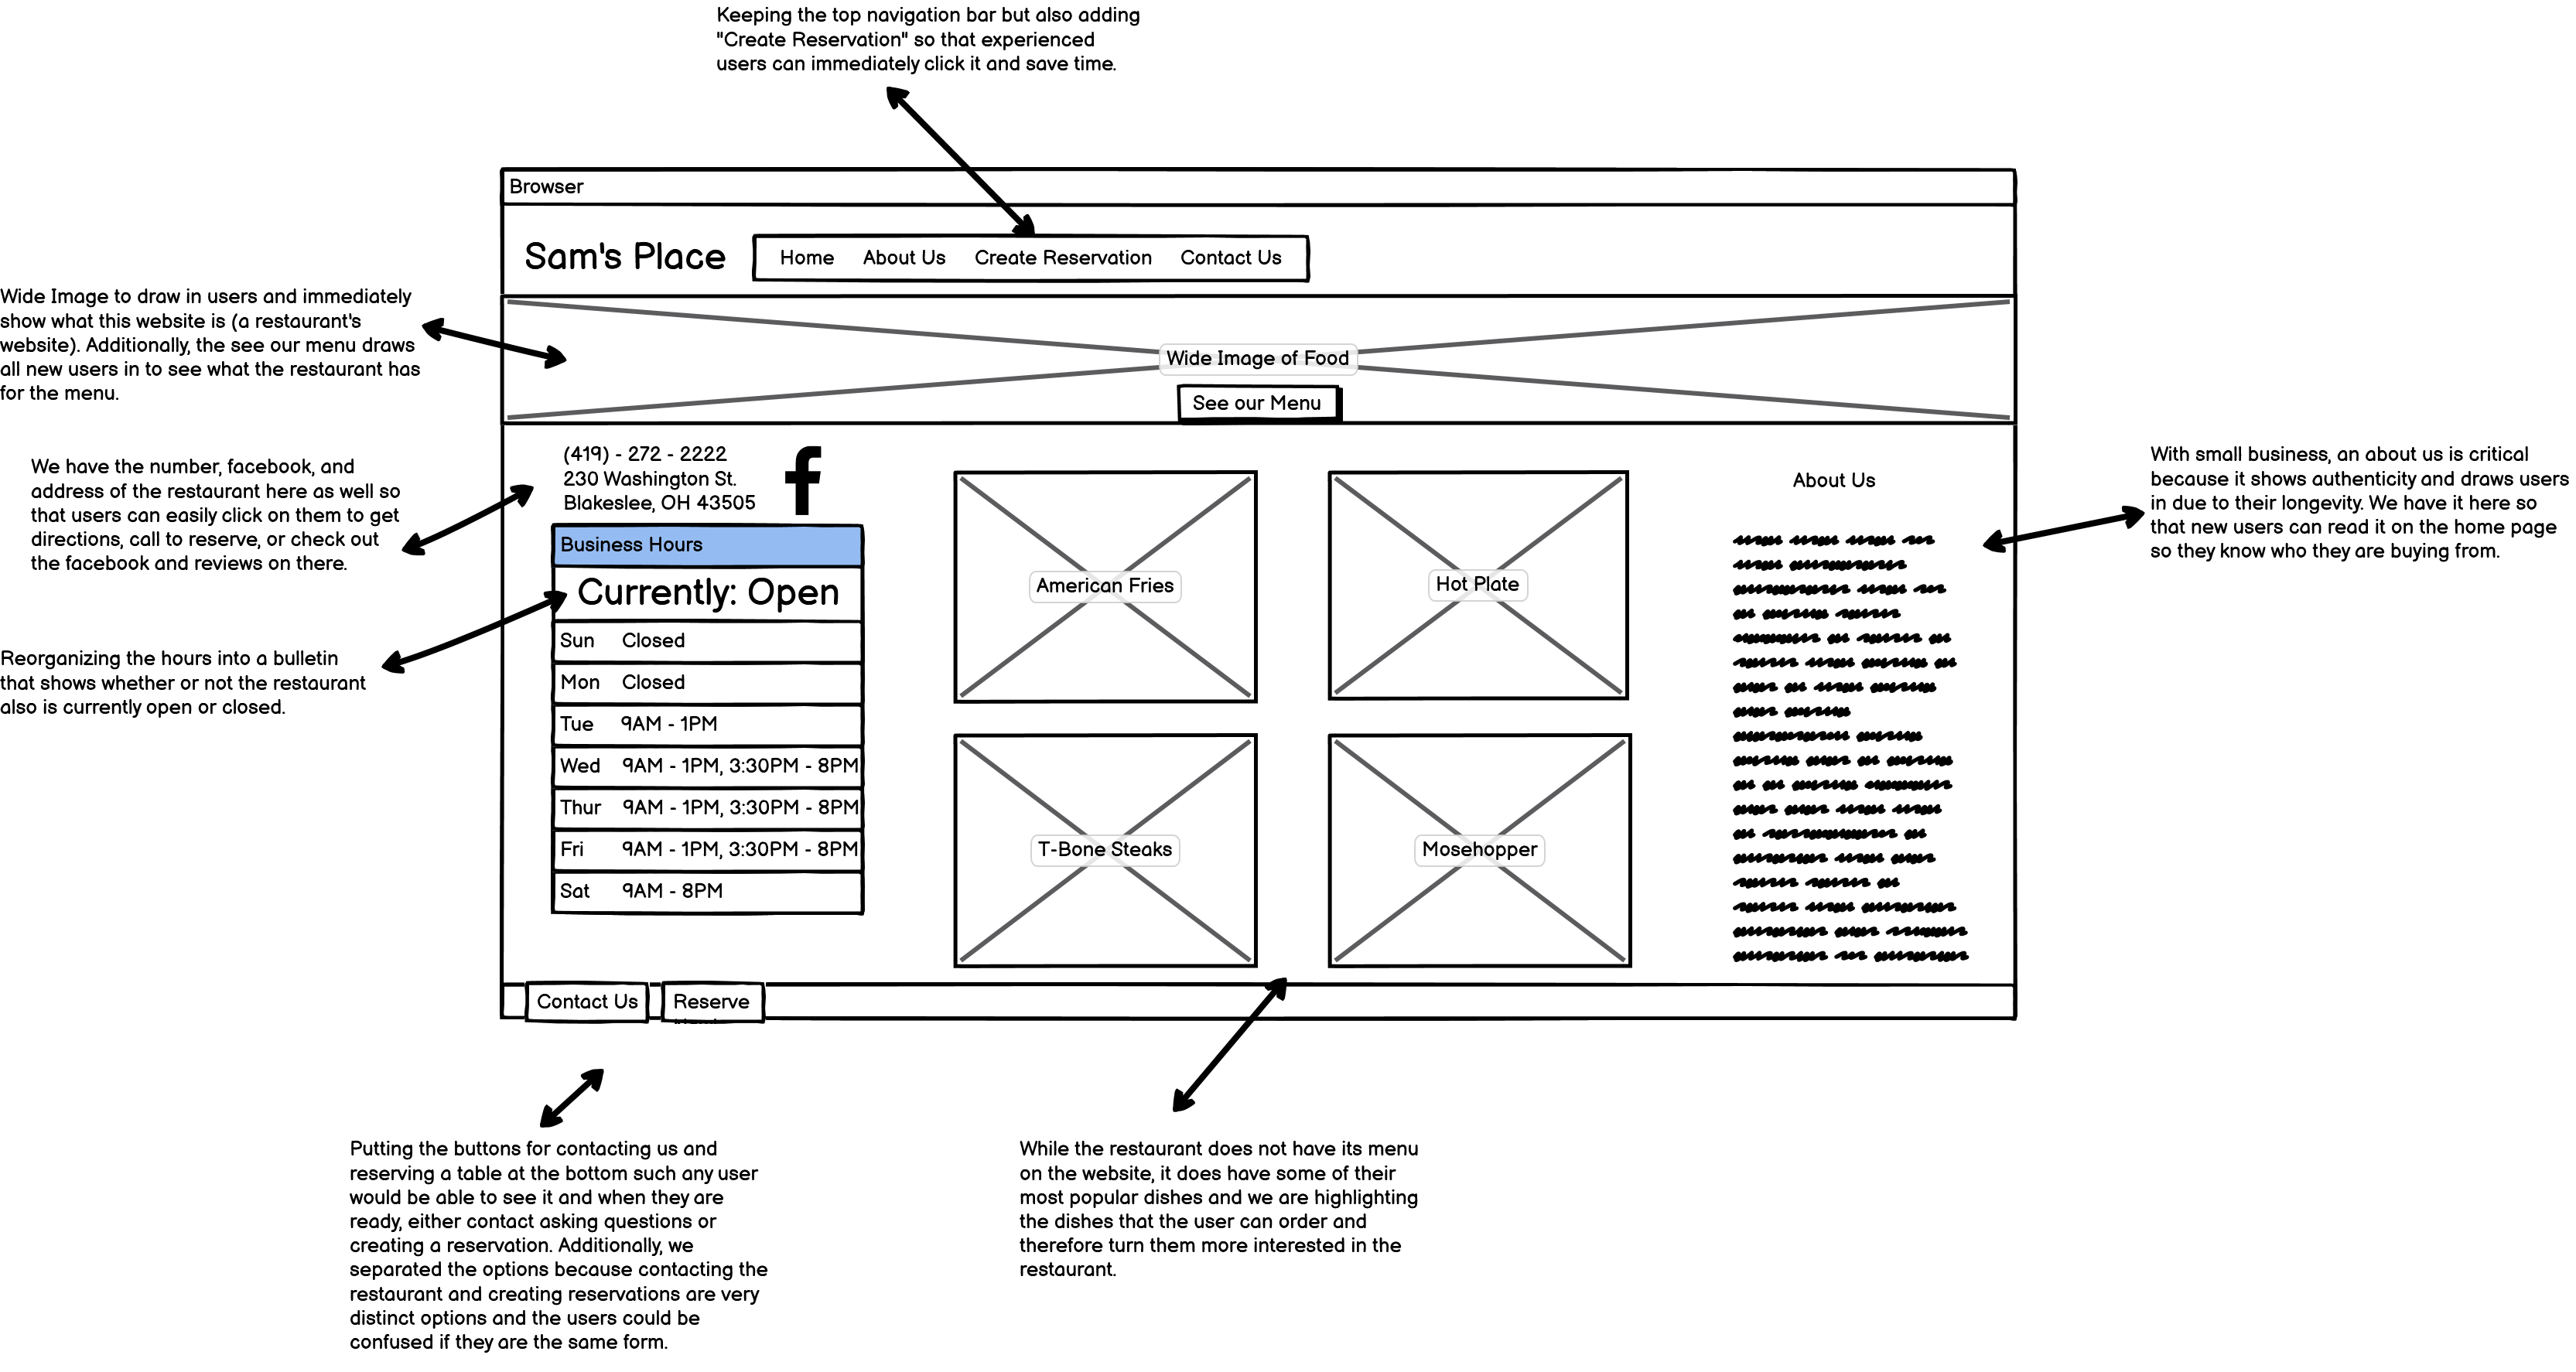 Keeping the top navigation bar but also adding
"Create Reservation" so that experienced
users can immediately click it and save time.
Browser
Sam's Place
Home About Us Create Reservation Contact Us
Wide Image to draw in users and immediately
show what this website is (a restaurant's
website). Additionally, the see our menu draws
all new users in to see what the restaurant has
for the menu.
Wide Image of Food
See our Menu
We have the number, facebook, and
address of the restaurant here as well so
that users can easily click on them to get
directions, call to reserve, or check out
the facebook and reviews on there.
(419) - 272 - 2222
230 Washington St.
Blakeslee, OH 43505
f
Business Hours
Currently: Open
Sun Closed
Mon Closed
Tue 9AM - 1PM
Wed 9AM - 1PM, 3:30PM - 8PM
Thur 9AM - 1PM, 3:30PM - 8PM
Fri 9AM - 1PM, 3:30PM - 8PM
Sat 9AM - 8PM
Reorganizing the hours into a bulletin
that shows whether or not the restaurant
also is currently open or closed.
American Fries
Hot Plate
T-Bone Steaks
Mosehopper
About Us
With small business, an about us is critical
because it shows authenticity and draws users
in due to their longevity. We have it here so
that new users can read it on the home page
so they know who they are buying from.
Contact Us
Reserve
Putting the buttons for contacting us and
reserving a table at the bottom such any user
would be able to see it and when they are
ready, either contact asking questions or
creating a reservation. Additionally, we
separated the options because contacting the
restaurant and creating reservations are very
distinct options and the users could be
confused if they are the same form.
While the restaurant does not have its menu
on the website, it does have some of their
most popular dishes and we are highlighting
the dishes that the user can order and
therefore turn them more interested in the
restaurant.